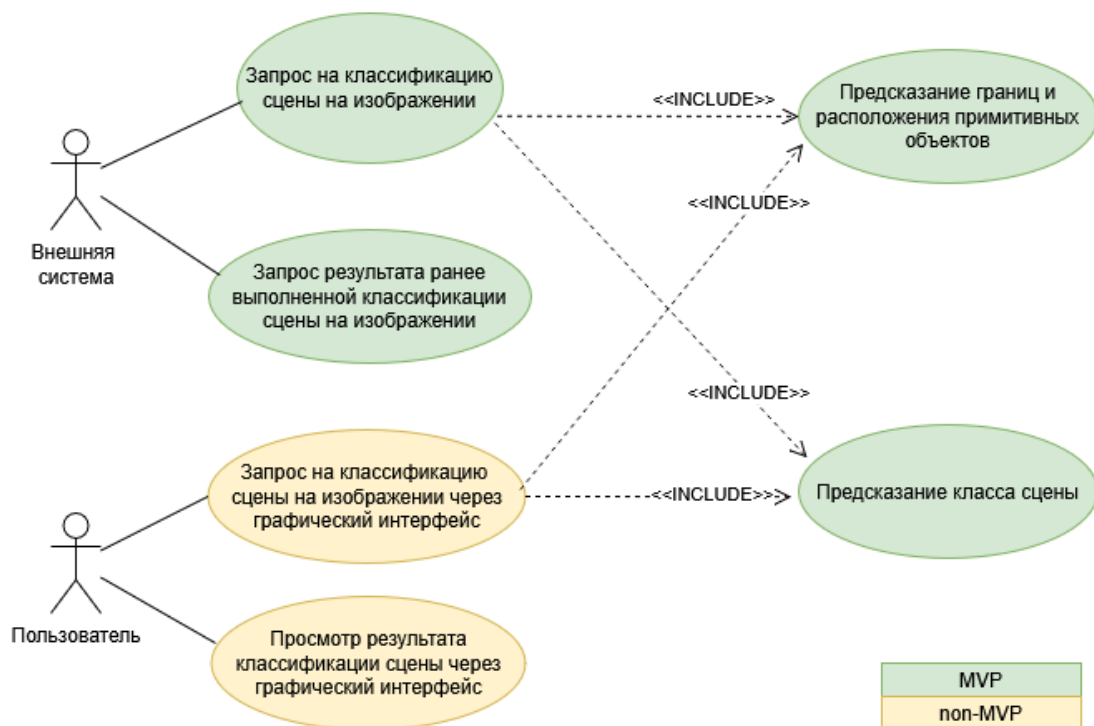 Запрос на классификацию
сцены на изображении
<<INCLUDE>>
Предсказание границ и
расположения примитивных
объектов
<<INCLUDE>>
Внешняя
система
Запрос результата ранее
выполненной классификации
сцены на изображении
<<INCLUDE>>
Запрос на классификацию
сцены на изображении через
графический интерфейс
<<INCLUDE>>
Предсказание класса сцены
Пользователь
Просмотр результата
классификации сцены через
графический интерфейс
MVP
non-MVP